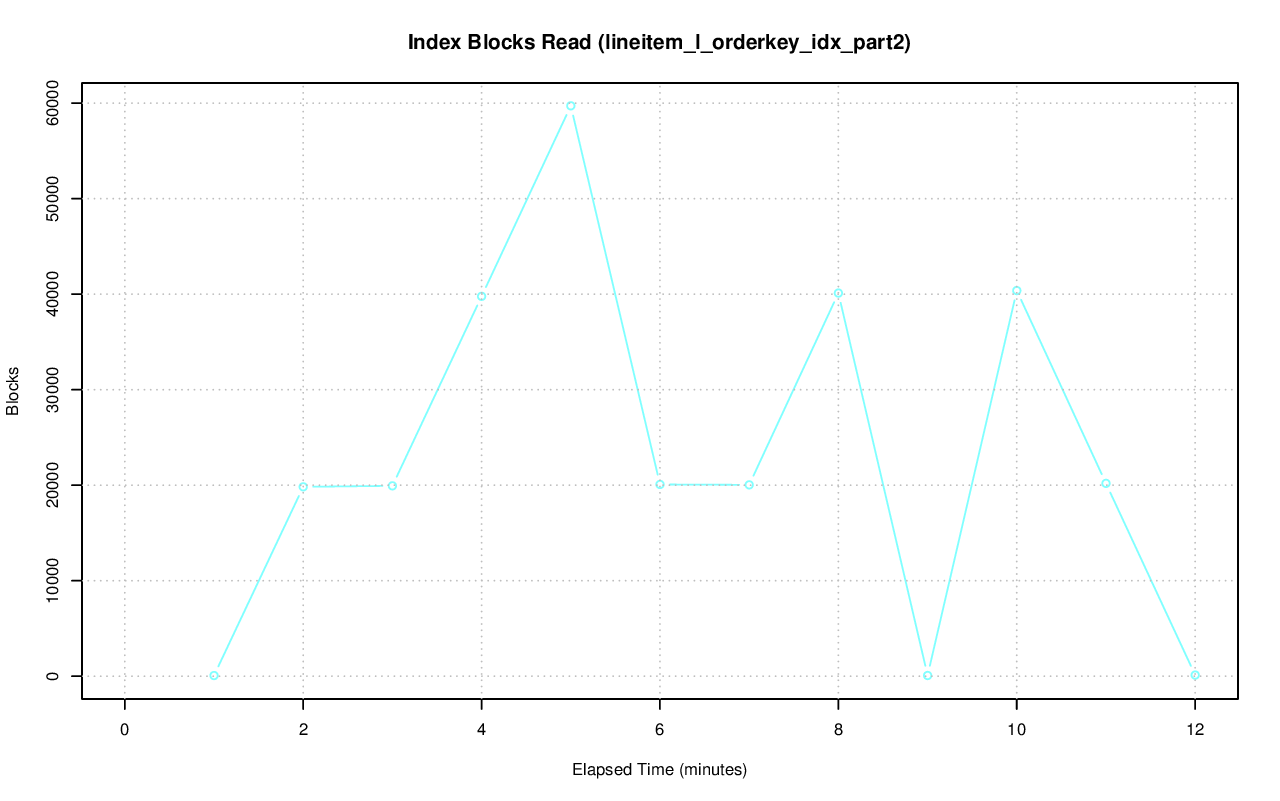 Index Blocks Read (lineitem_l_orderkey_idx_part2)
60000
50000
40000
30000
20000
10000
0
Blocks
0 2 4 6 8 10 12
Elapsed Time (minutes)